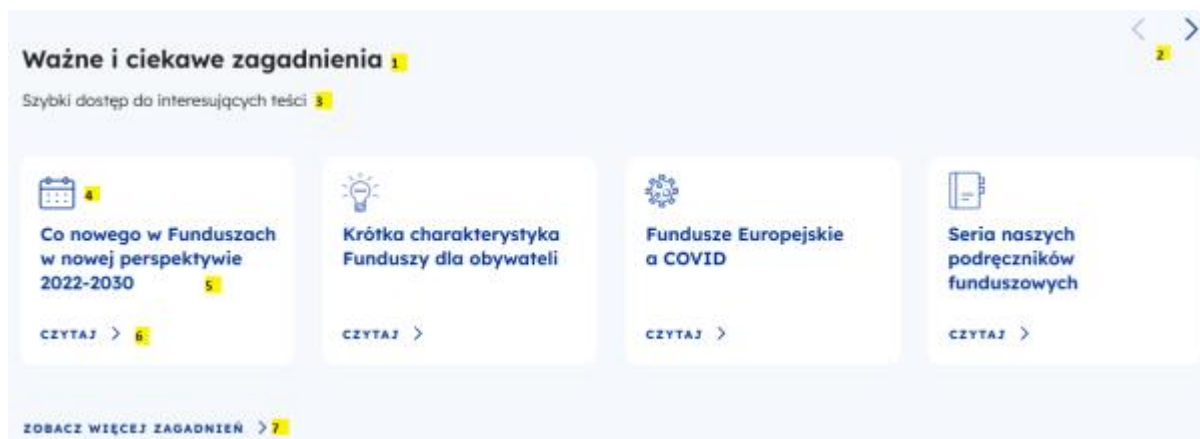 Ważne i ciekawe zagadnienia 1
2
Szybki dostęp do interesujących teści 3
4
Co nowego w Funduszach
w nowej perspektywie
2022-2030 5
CZYTAJ > 6
Krótka charakterystyka
Funduszy dla obywateli
CZYTAJ >
Fundusze Europejskie
a COVID
CZYTAJ >
Seria naszych
podręczników
funduszowych
CZYTAJ >
ZOBACZ WIĘCEJ ZAGADNIEŃ > 7